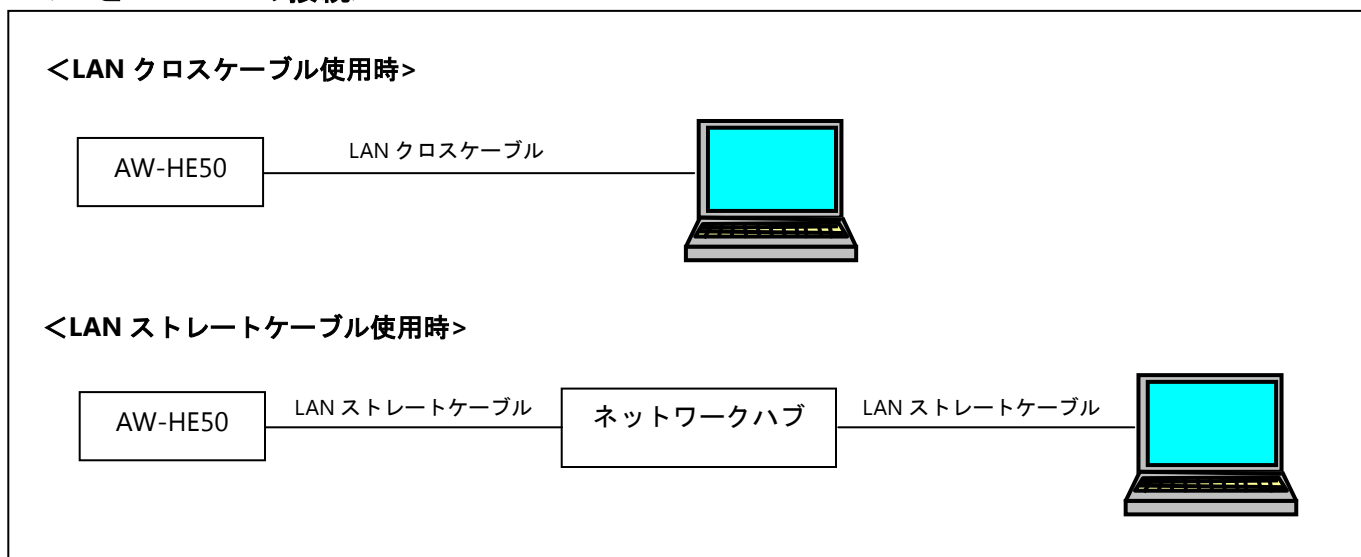 ＜LAN クロスケーブル使用時>
AW-HE50
LAN クロスケーブル
＜LAN ストレートケーブル使用時>
AW-HE50
LAN ストレートケーブル
ネットワークハブ
LAN ストレートケーブル